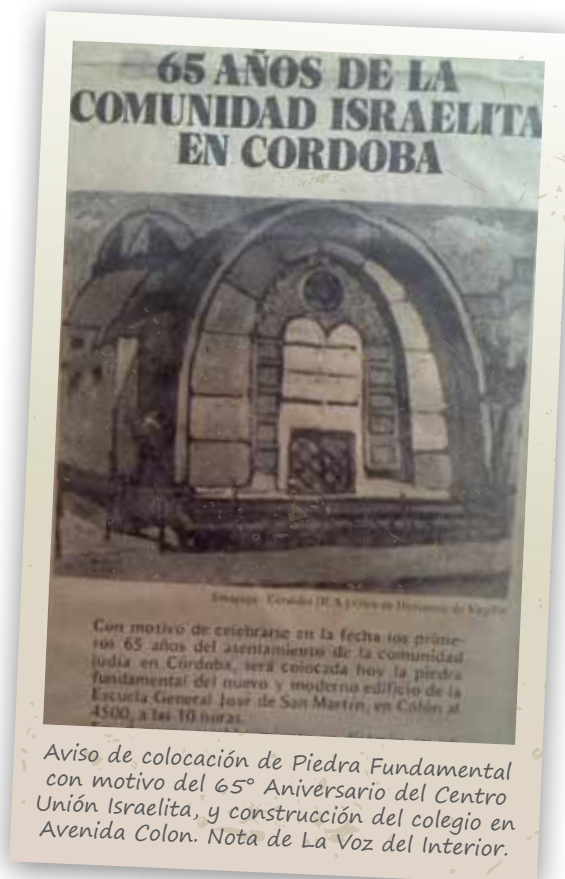 65 AÑOS DE LA
COMUNIDAD ISRAELITA
EN CORDOBA
Córdoba
Con motivo de celebrarse en la fecha los prime-
ros 65 años del asentamiento de la comunidad
judía en Córdoba, será colocada hoy la piedra
fundamental del nuevo y moderno edificio de la
Escuela General José de San Martín, en Colón al
4500, a las 10 horas.
Aviso de colocación de Piedra Fundamental
con motivo del 65° Aniversario del Centro
Unión Israelita, y construcción del colegio en
Avenida Colon. Nota de La Voz del Interior.